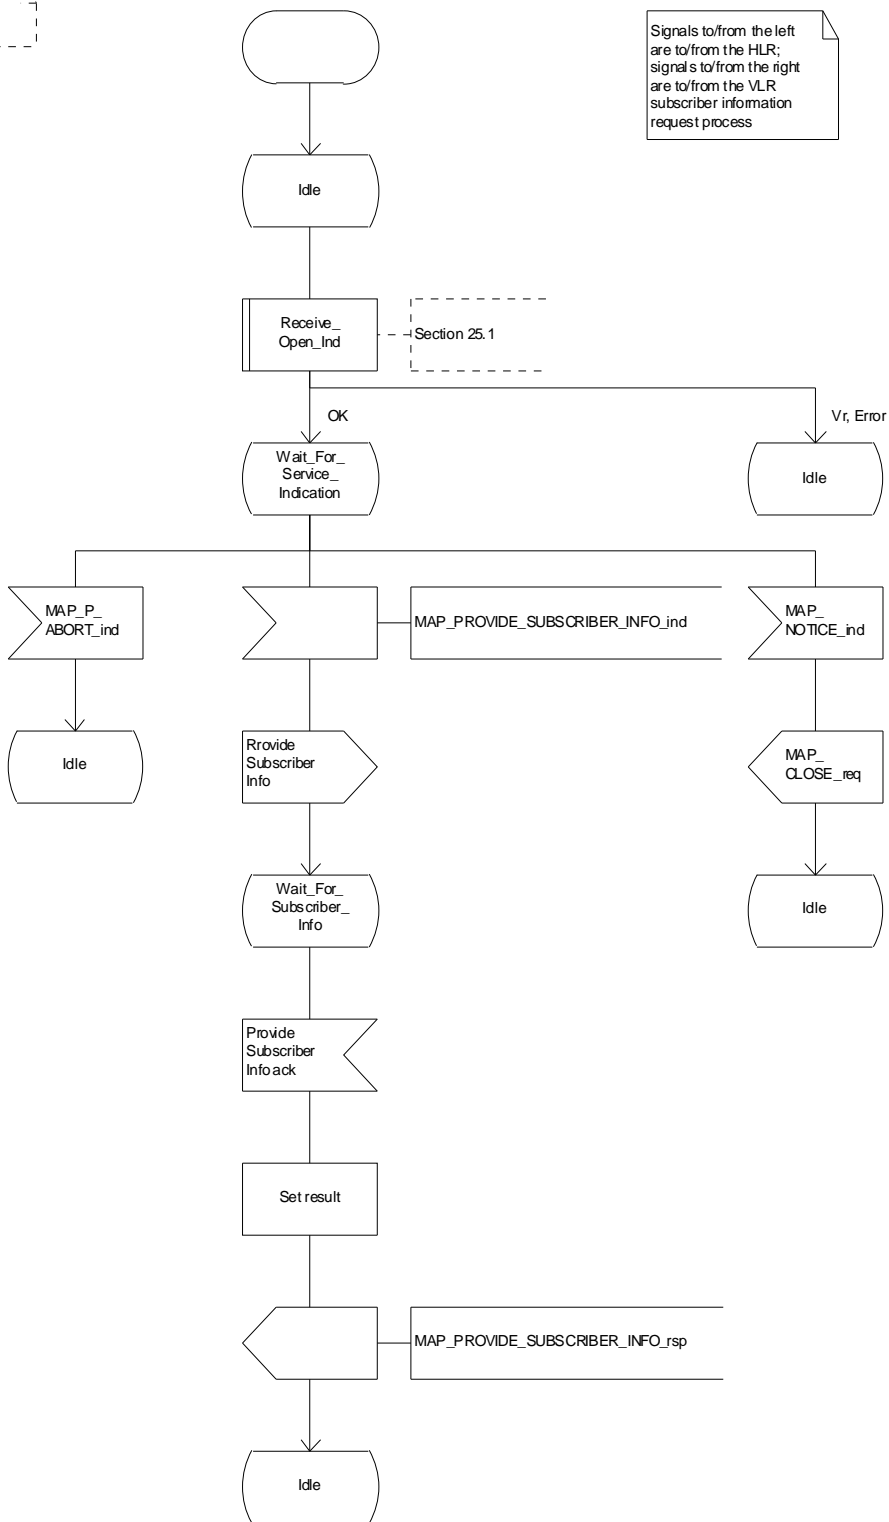 Signals to/from the left
are to/from the HLR;
signals to/from the right
are to/from the VLR
subscriber information
request process
Idle
Receive_
Open_Ind
Section 25.1
OK
Vr, Error
Wait_For_
Service_
Indication
Idle
MAP_P_
ABORT_ind
MAP_PROVIDE_SUBSCRIBER_INFO_ind
MAP_
NOTICE_ind
Idle
Rrovide
Subscriber
Info
MAP_
CLOSE_req
Wait_For_
Subscriber_
Info
Idle
Provide
Subscriber
Info ack
Set result
MAP_PROVIDE_SUBSCRIBER_INFO_rsp
Idle